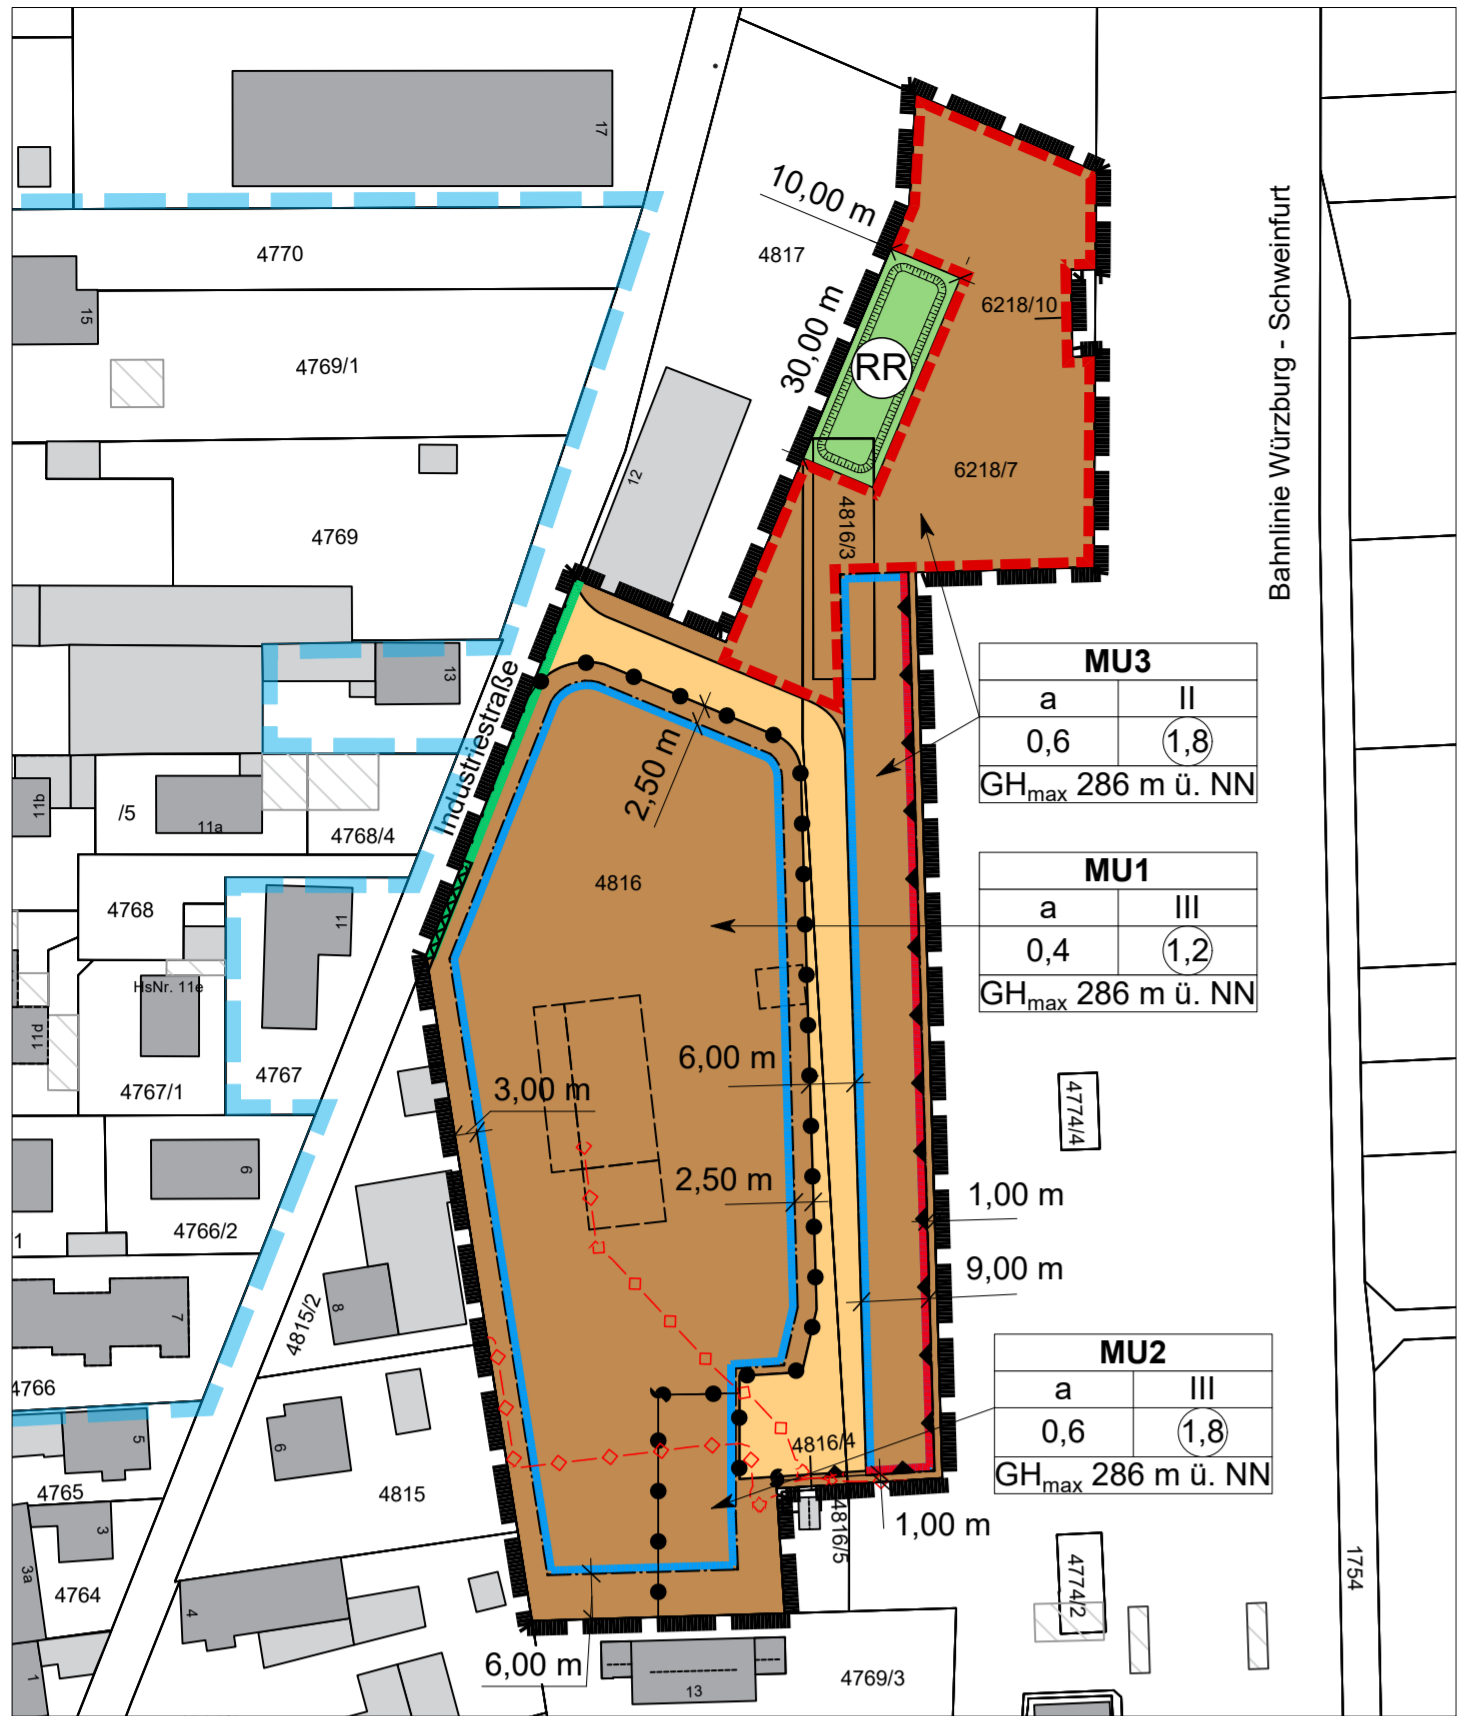 17
10,00 m
4770
4817
Bahnlinie Würzburg - Schweinfurt
15
30,00 m
6218/10
4769/1
RR
12
6218/7
4769
4816/3
13
Industriestraße
MU3
a II
0,6 1,8
GHmax 286 m ü. NN
2,50 m
11b
/5
11a
4768/4
4816
MU1
a III
0,4 1,2
GHmax 286 m ü. NN
4768
11
HsNr. 11e
11d
4767/1
4767
6,00 m
3,00 m
4774/4
2,50 m
1,00 m
9
4766/2
1
9,00 m
4815/2
8
7
MU2
a III
0,6 1,8
GHmax 286 m ü. NN
4766
5
6
4816/4
4765
4815
1,00 m
4816/5
3
3a
4764
4
4774/2
1754
6,00 m
1
13
4769/3